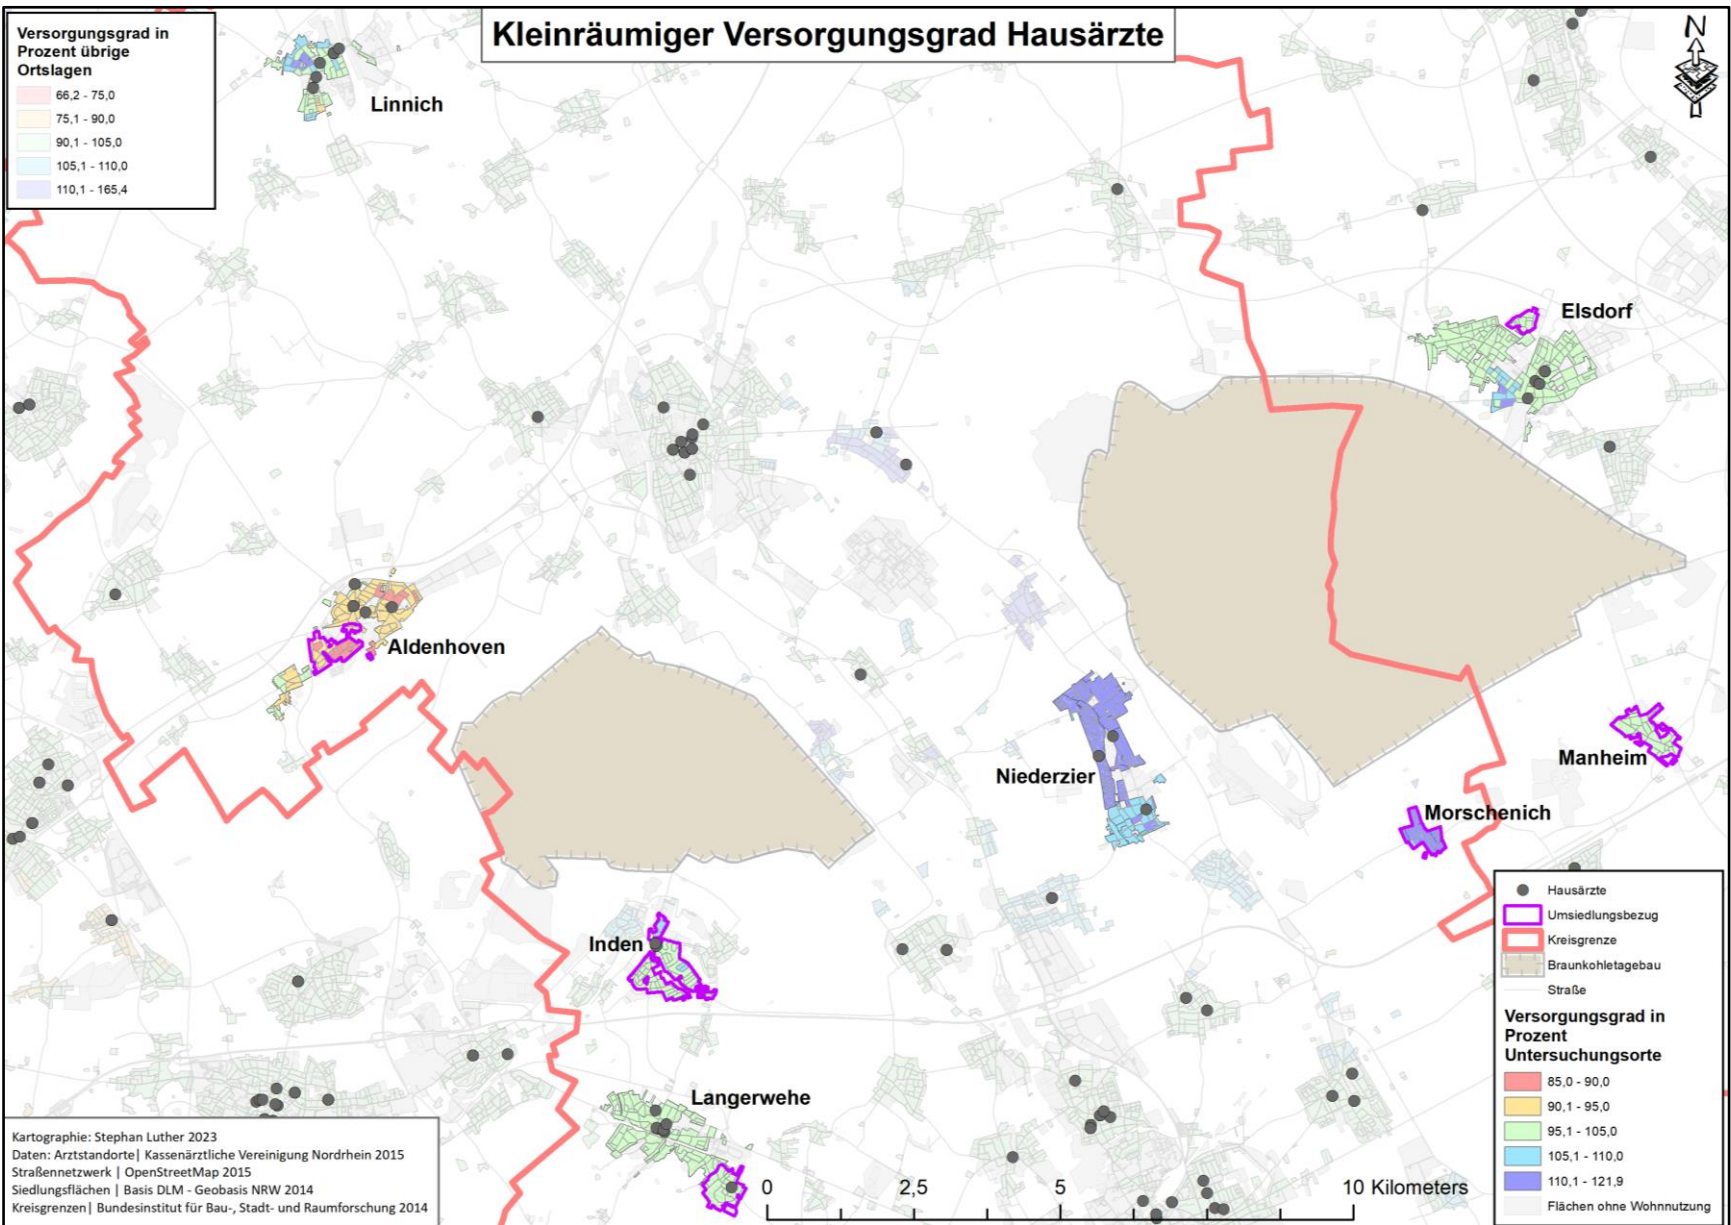 Kleinräumiger Versorgungsgrad Hausärzte
Versorgungsgrad in
Prozent übrige
Ortslagen
66,2 - 75,0
75,1 - 90,0
90,1 - 105,0
105,1 - 110,0
110,1 - 165,4
N
Linnich
Elsdorf
Aldenhoven
Niederzier
Manheim
Morschenich
Inden
Langerwehe
Hausärzte
Umsiedlungsbezug
Kreisgrenze
Braunkohletagebau
Straße
Versorgungsgrad in
Prozent
Untersuchungsorte
85,0 - 90,0
90,1 - 95,0
95,1 - 105,0
105,1 - 110,0
110,1 - 121,9
Flächen ohne Wohnnutzung
0 2,5 5 10 Kilometers
Kartographie: Stephan Luther 2023
Daten: Arztstandorte| Kassenärztliche Vereinigung Nordrhein 2015
Straßennetzwerk | OpenStreetMap 2015
Siedlungsflächen | Basis DLM - Geobasis NRW 2014
Kreisgrenzen| Bundesinstitut für Bau-, Stadt- und Raumforschung 2014